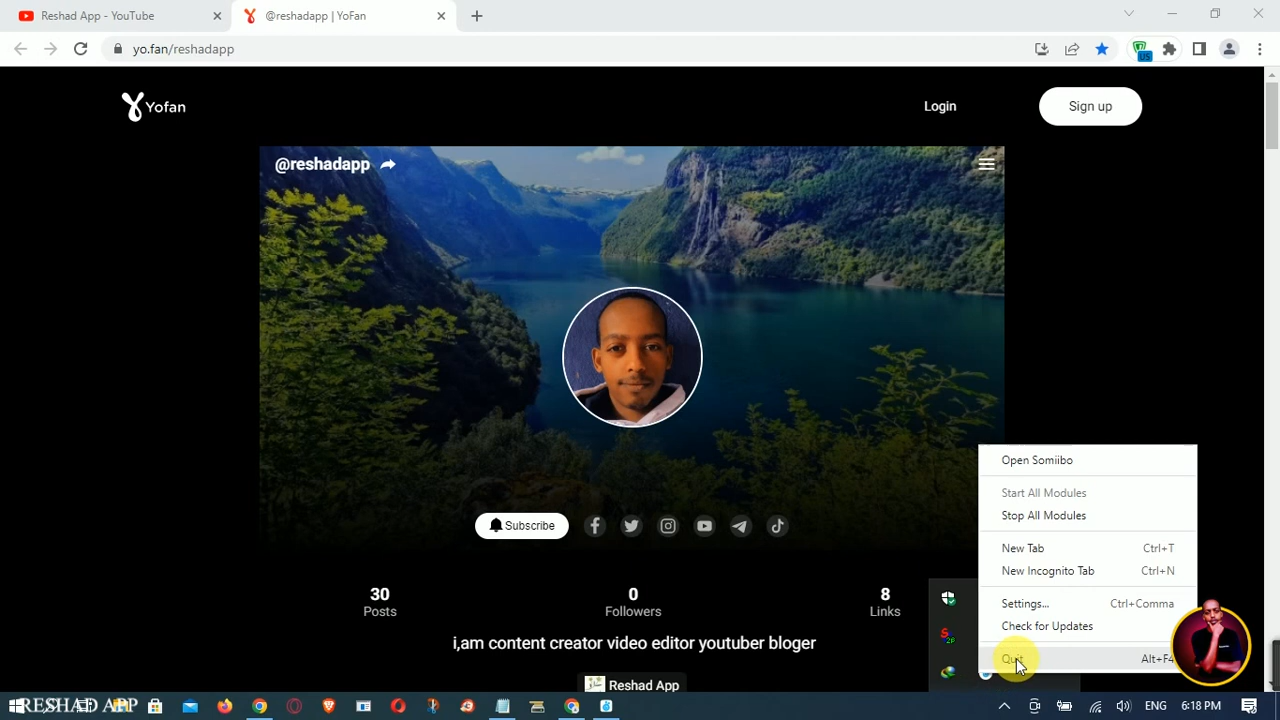 Reshad App - YouTube
@reshadapp | YoFan
yo.fan/reshadapp
US
Yofan
Login
Sign up
@reshadapp
Subscribe
30
Posts
0
Followers
8
Links
i,am content creator video editor youtuber bloger
Reshad App
Open Somiibo
Start All Modules
Stop All Modules
New Tab Ctrl+T
New Incognito Tab Ctrl+N
Settings... Ctrl+Comma
Check for Updates
Quit Alt+F4
RESHAD APP
ENG
6:18 PM